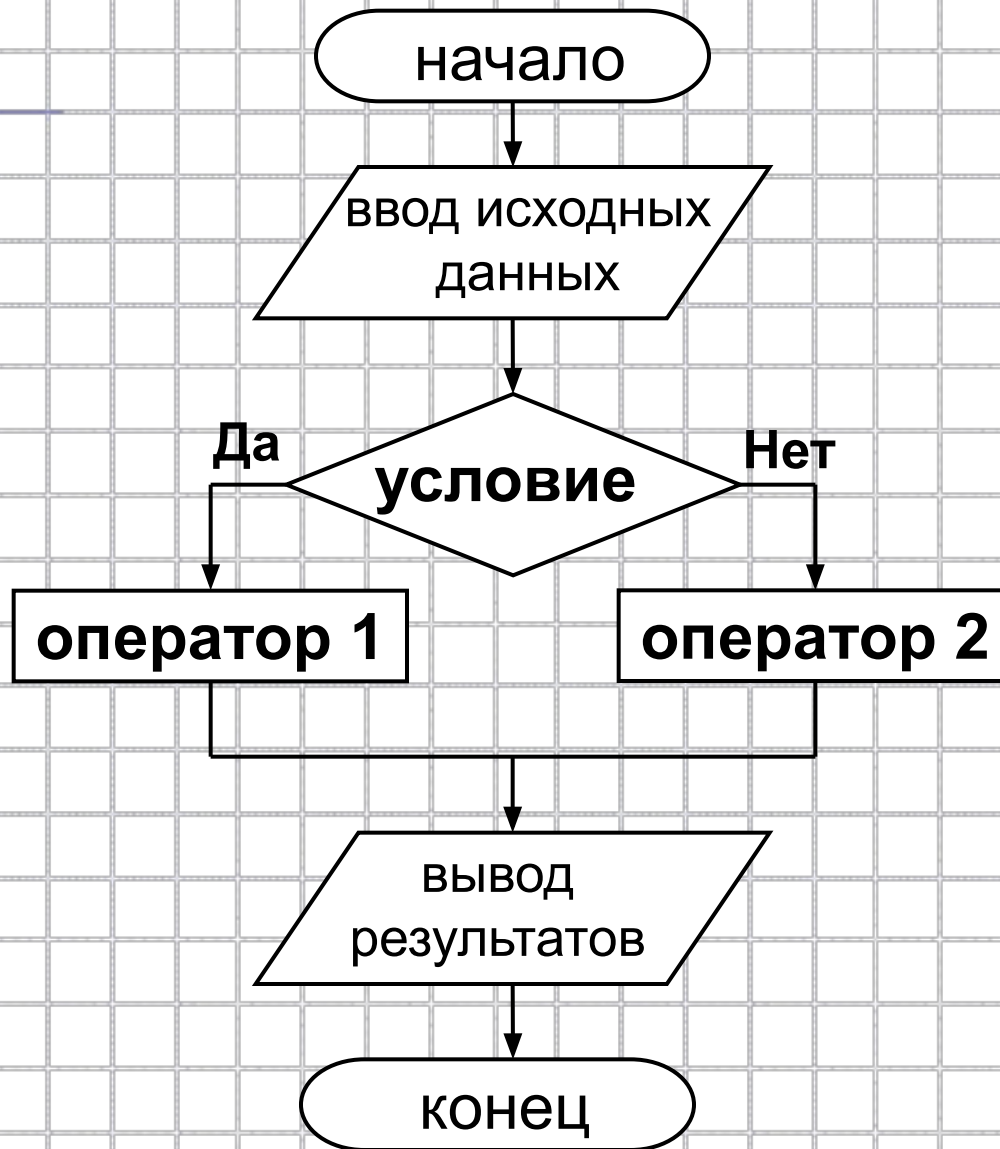 начало
ввод исходных
данных
Да
Нет
условие
оператор 1
оператор 2
вывод
результатов
конец